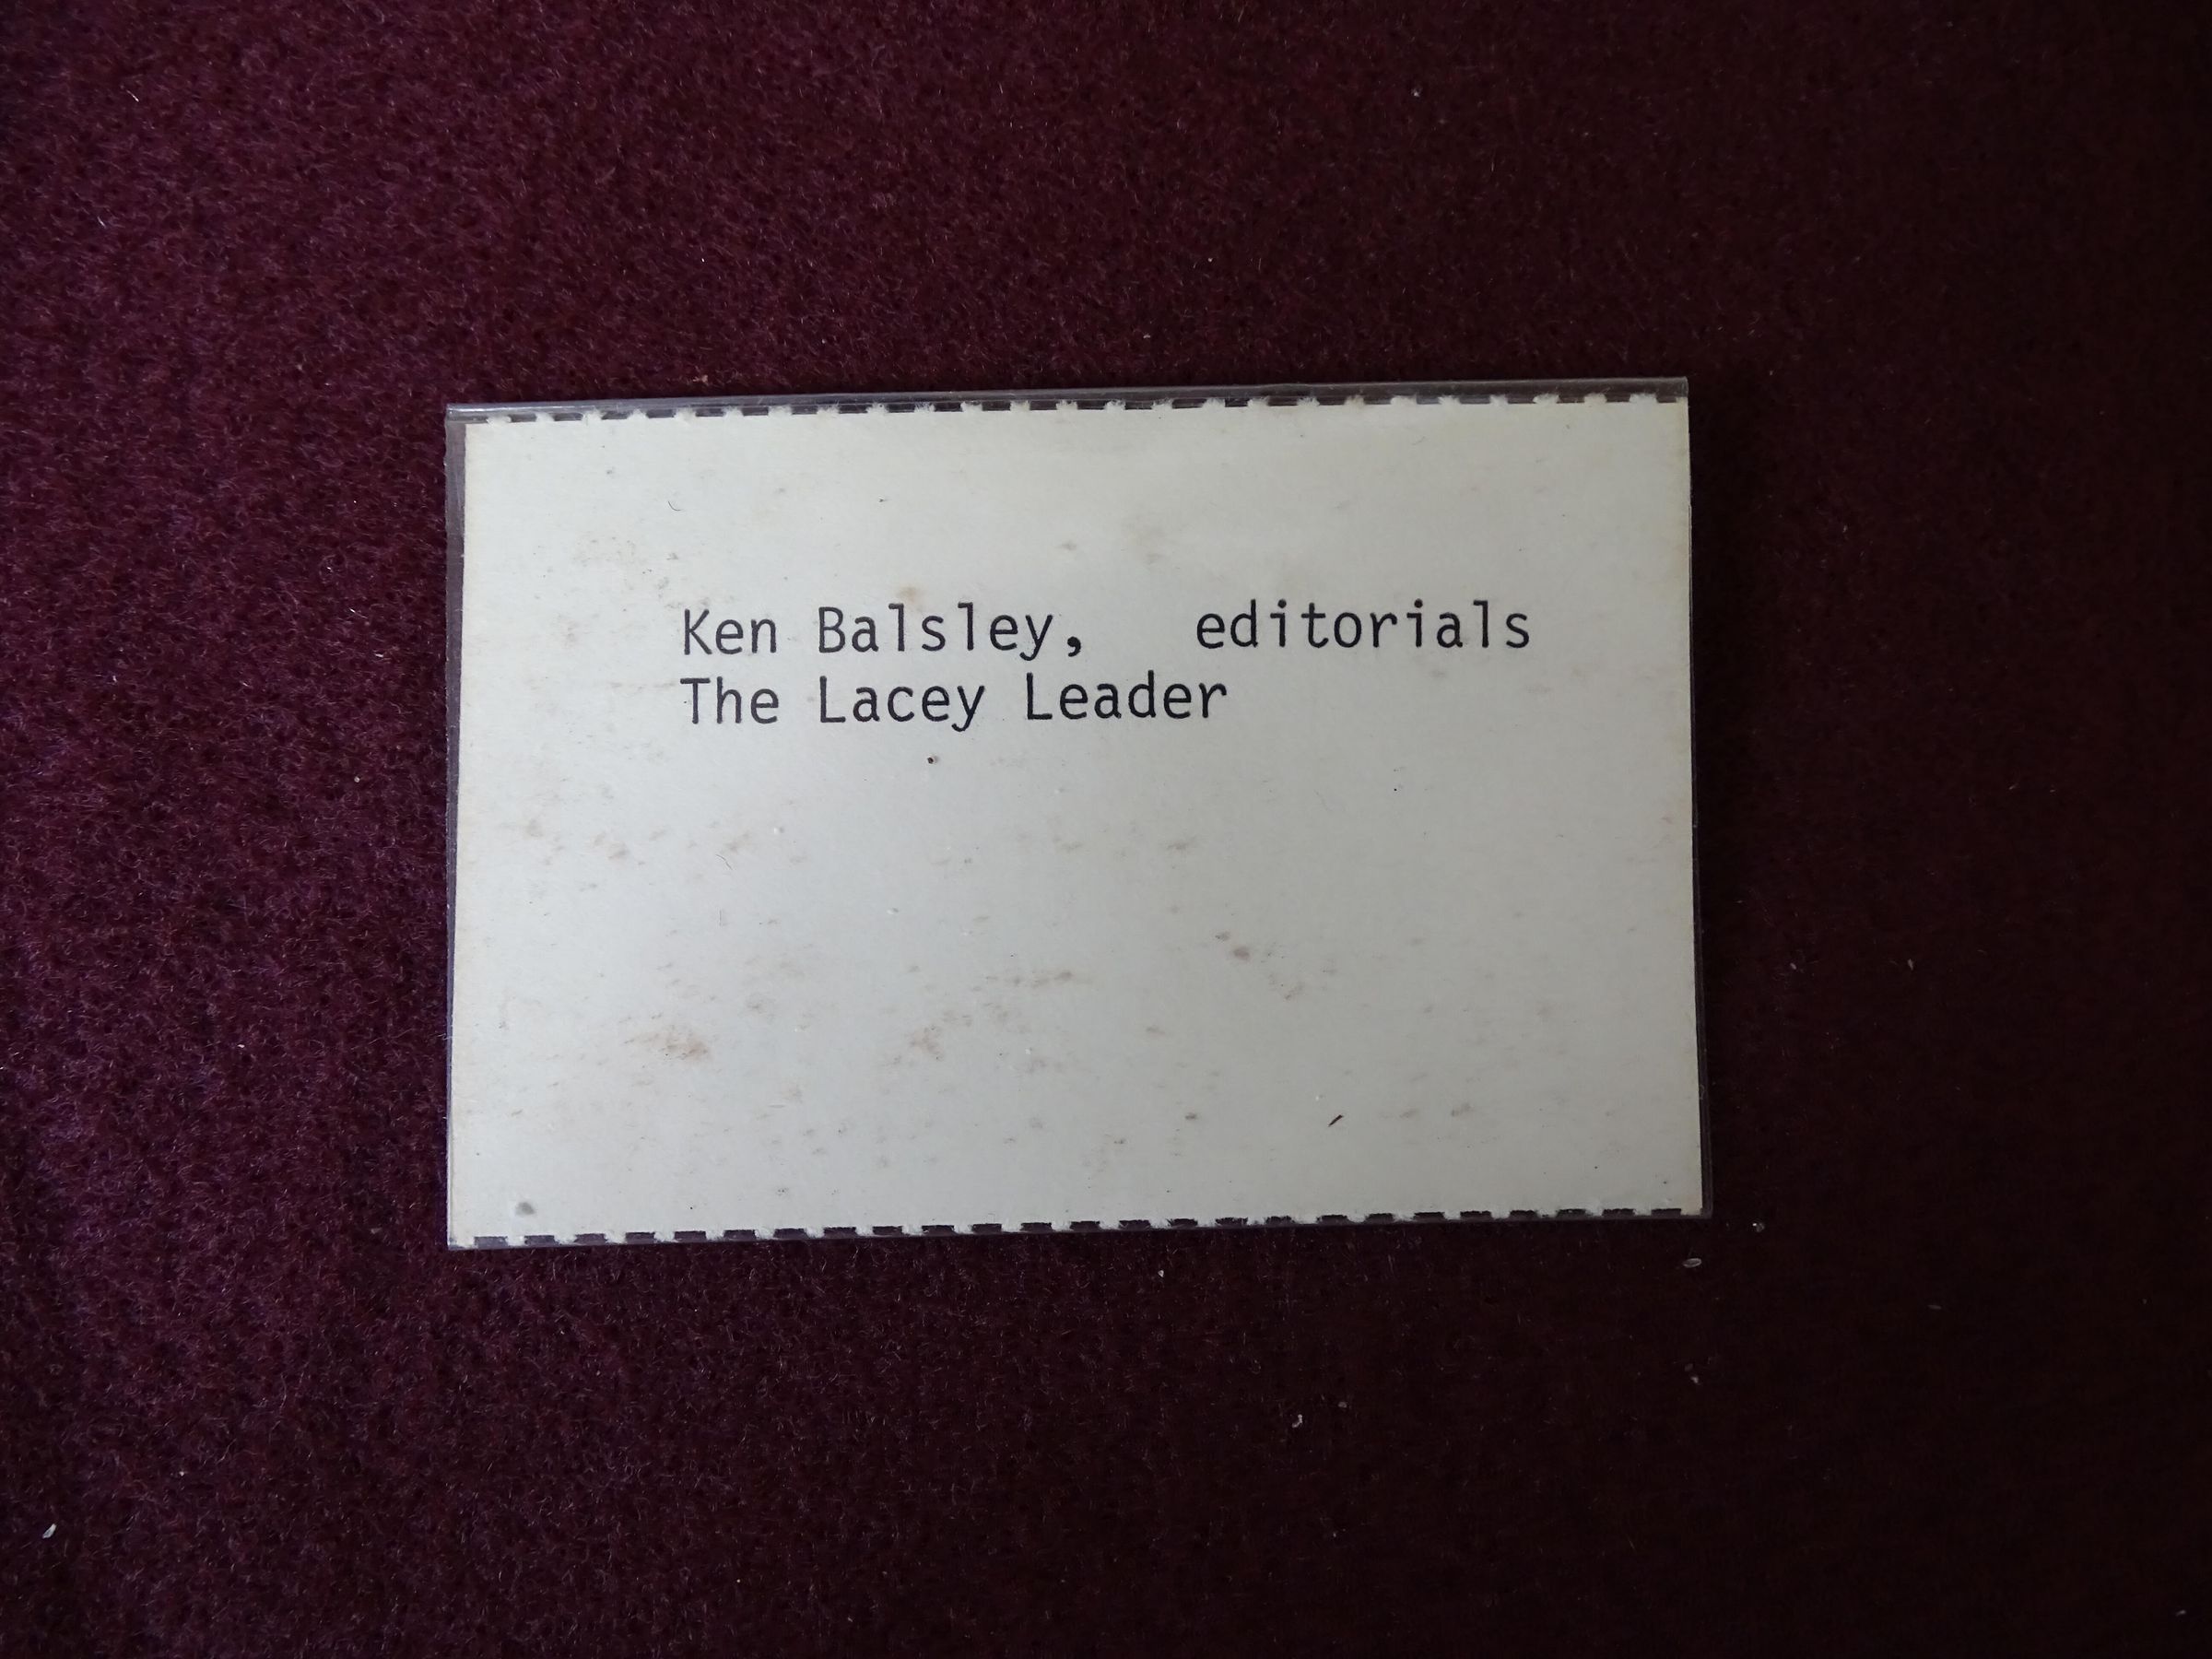 Ken Balsley,   editorials
The Lacey Leader